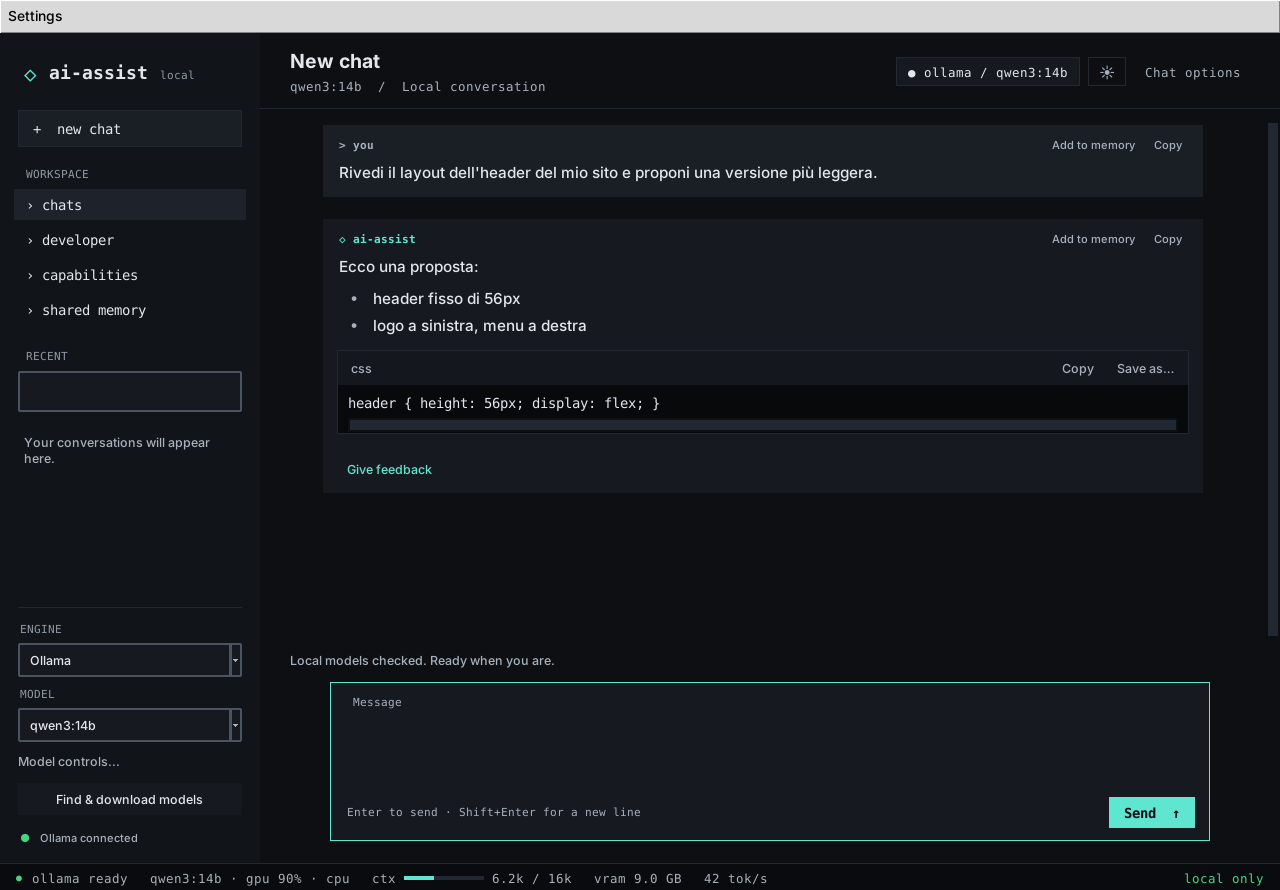 Settings
◇ ai-assist local
+ new chat
WORKSPACE
› chats
› developer
› capabilities
› shared memory
RECENT
Your conversations will appear
here.
ENGINE
Ollama
MODEL
qwen3:14b
Model controls...
Find & download models
Ollama connected
New chat
qwen3:14b / Local conversation
● ollama / qwen3:14b
Chat options
> you
Add to memory Copy
Rivedi il layout dell'header del mio sito e proponi una versione più leggera.
◇ ai-assist
Add to memory Copy
Ecco una proposta:
• header fisso di 56px
• logo a sinistra, menu a destra
css
Copy Save as...
header { height: 56px; display: flex; }
Give feedback
Local models checked. Ready when you are.
Message
Enter to send · Shift+Enter for a new line
Send ↑
● ollama ready qwen3:14b · gpu 90% · cpu ctx 6.2k / 16k vram 9.0 GB 42 tok/s local only